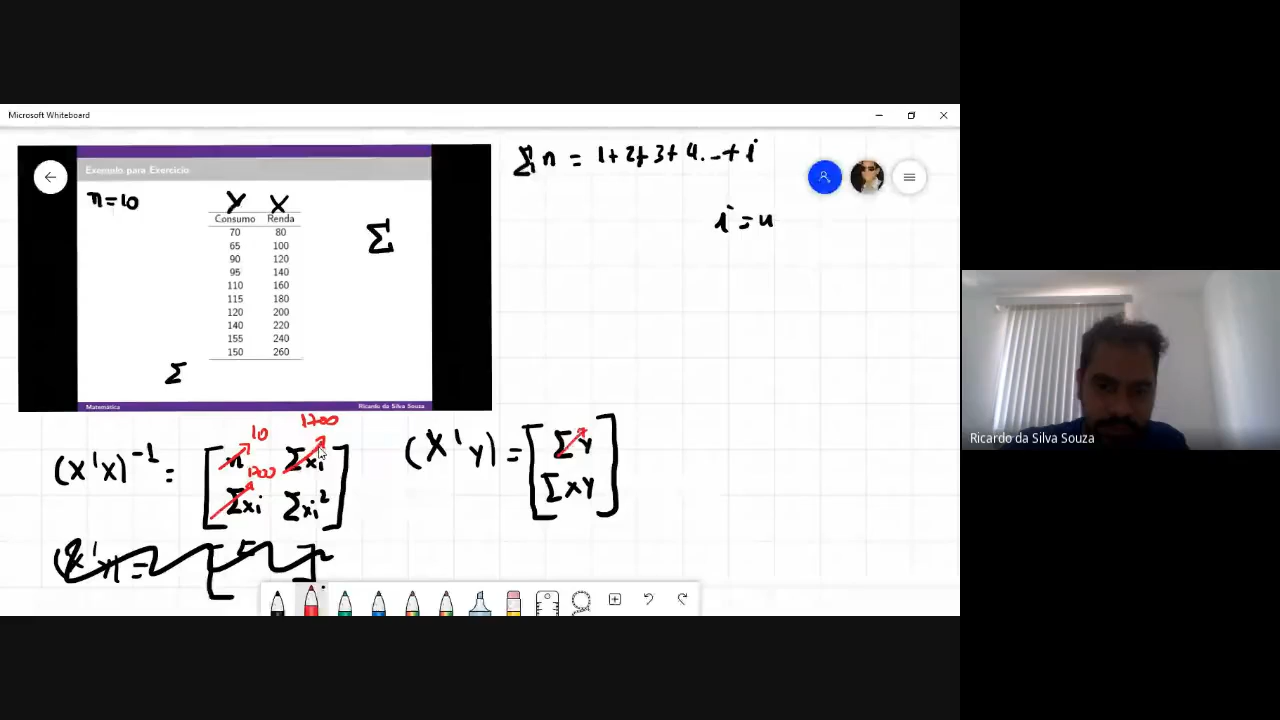 Microsoft Whiteboard
Exemplo para Exercício
n=10
Y X
Consumo Renda
70 80
65 100
90 120
95 140
110 160
115 180
120 200
140 220
155 240
150 260
Σ
Σ
Matemática Ricardo da Silva Souza
Σ n = 1+2+3+4...+i
i=4
(X'X)⁻¹ = [n Σxi
Σxi Σxi²]
10 1700
1700
(X'Y) = [ΣY
ΣXY]
(X'X) =
Ricardo da Silva Souza